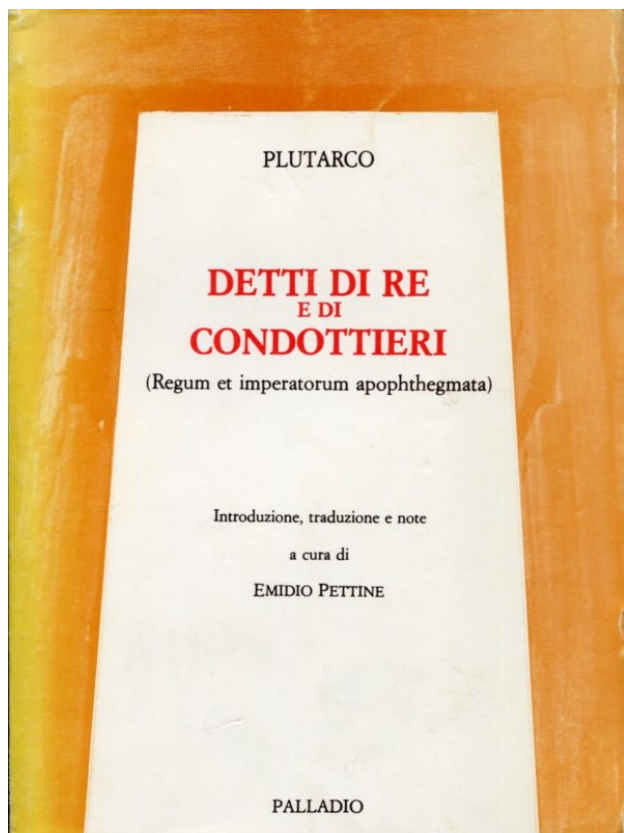 PLUTARCO
DETTI DI RE
E DI
CONDOTTIERI
(Regum et imperatorum apophthegmata)
Introduzione, traduzione e note
a cura di
EMIDIO PETTINE
PALLADIO